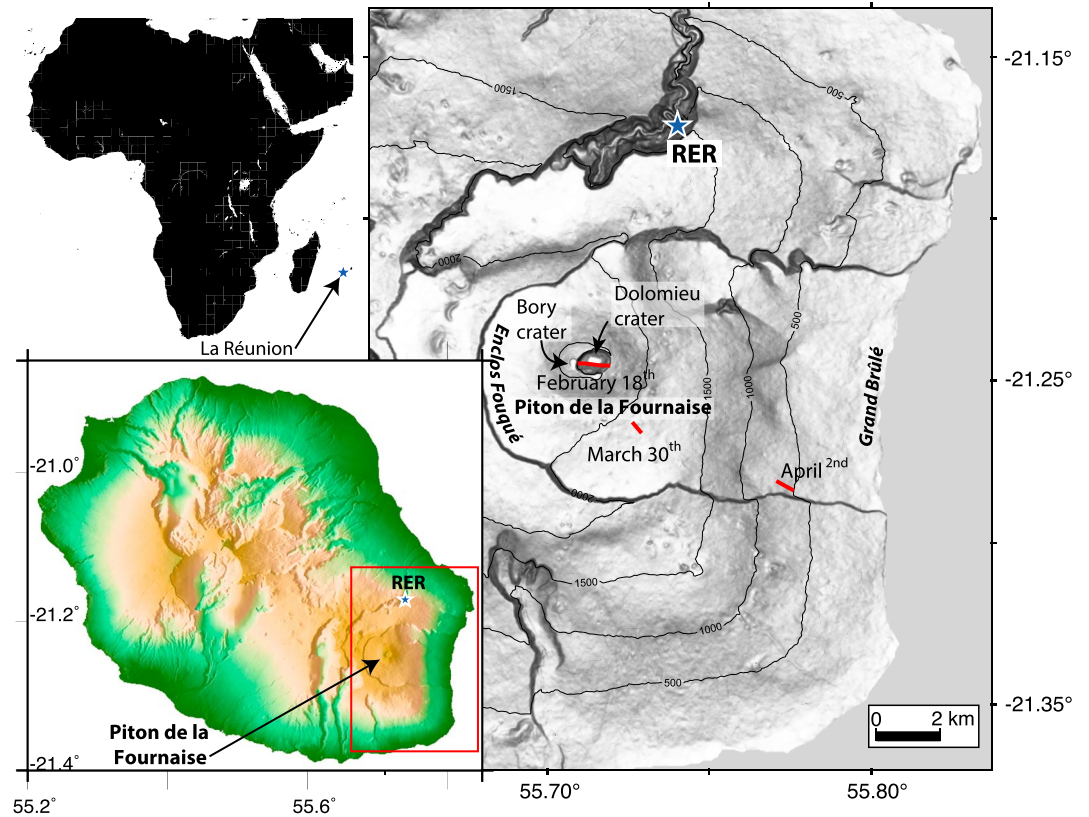 La Réunion
1500
500
-21.15°
RER
2000
Bory
crater
Dolomieu
crater
500
Enclos Fouqué
February 18th
1500
1000
-21.25°
Piton de la Fournaise
Grand Brûlé
March 30th
April 2nd
2000
1500
1000
500
-21.35°
0 2 km
55.70° 55.80°
-21.0°
-21.2°
-21.4°
RER
Piton de la
Fournaise
55.2° 55.6°